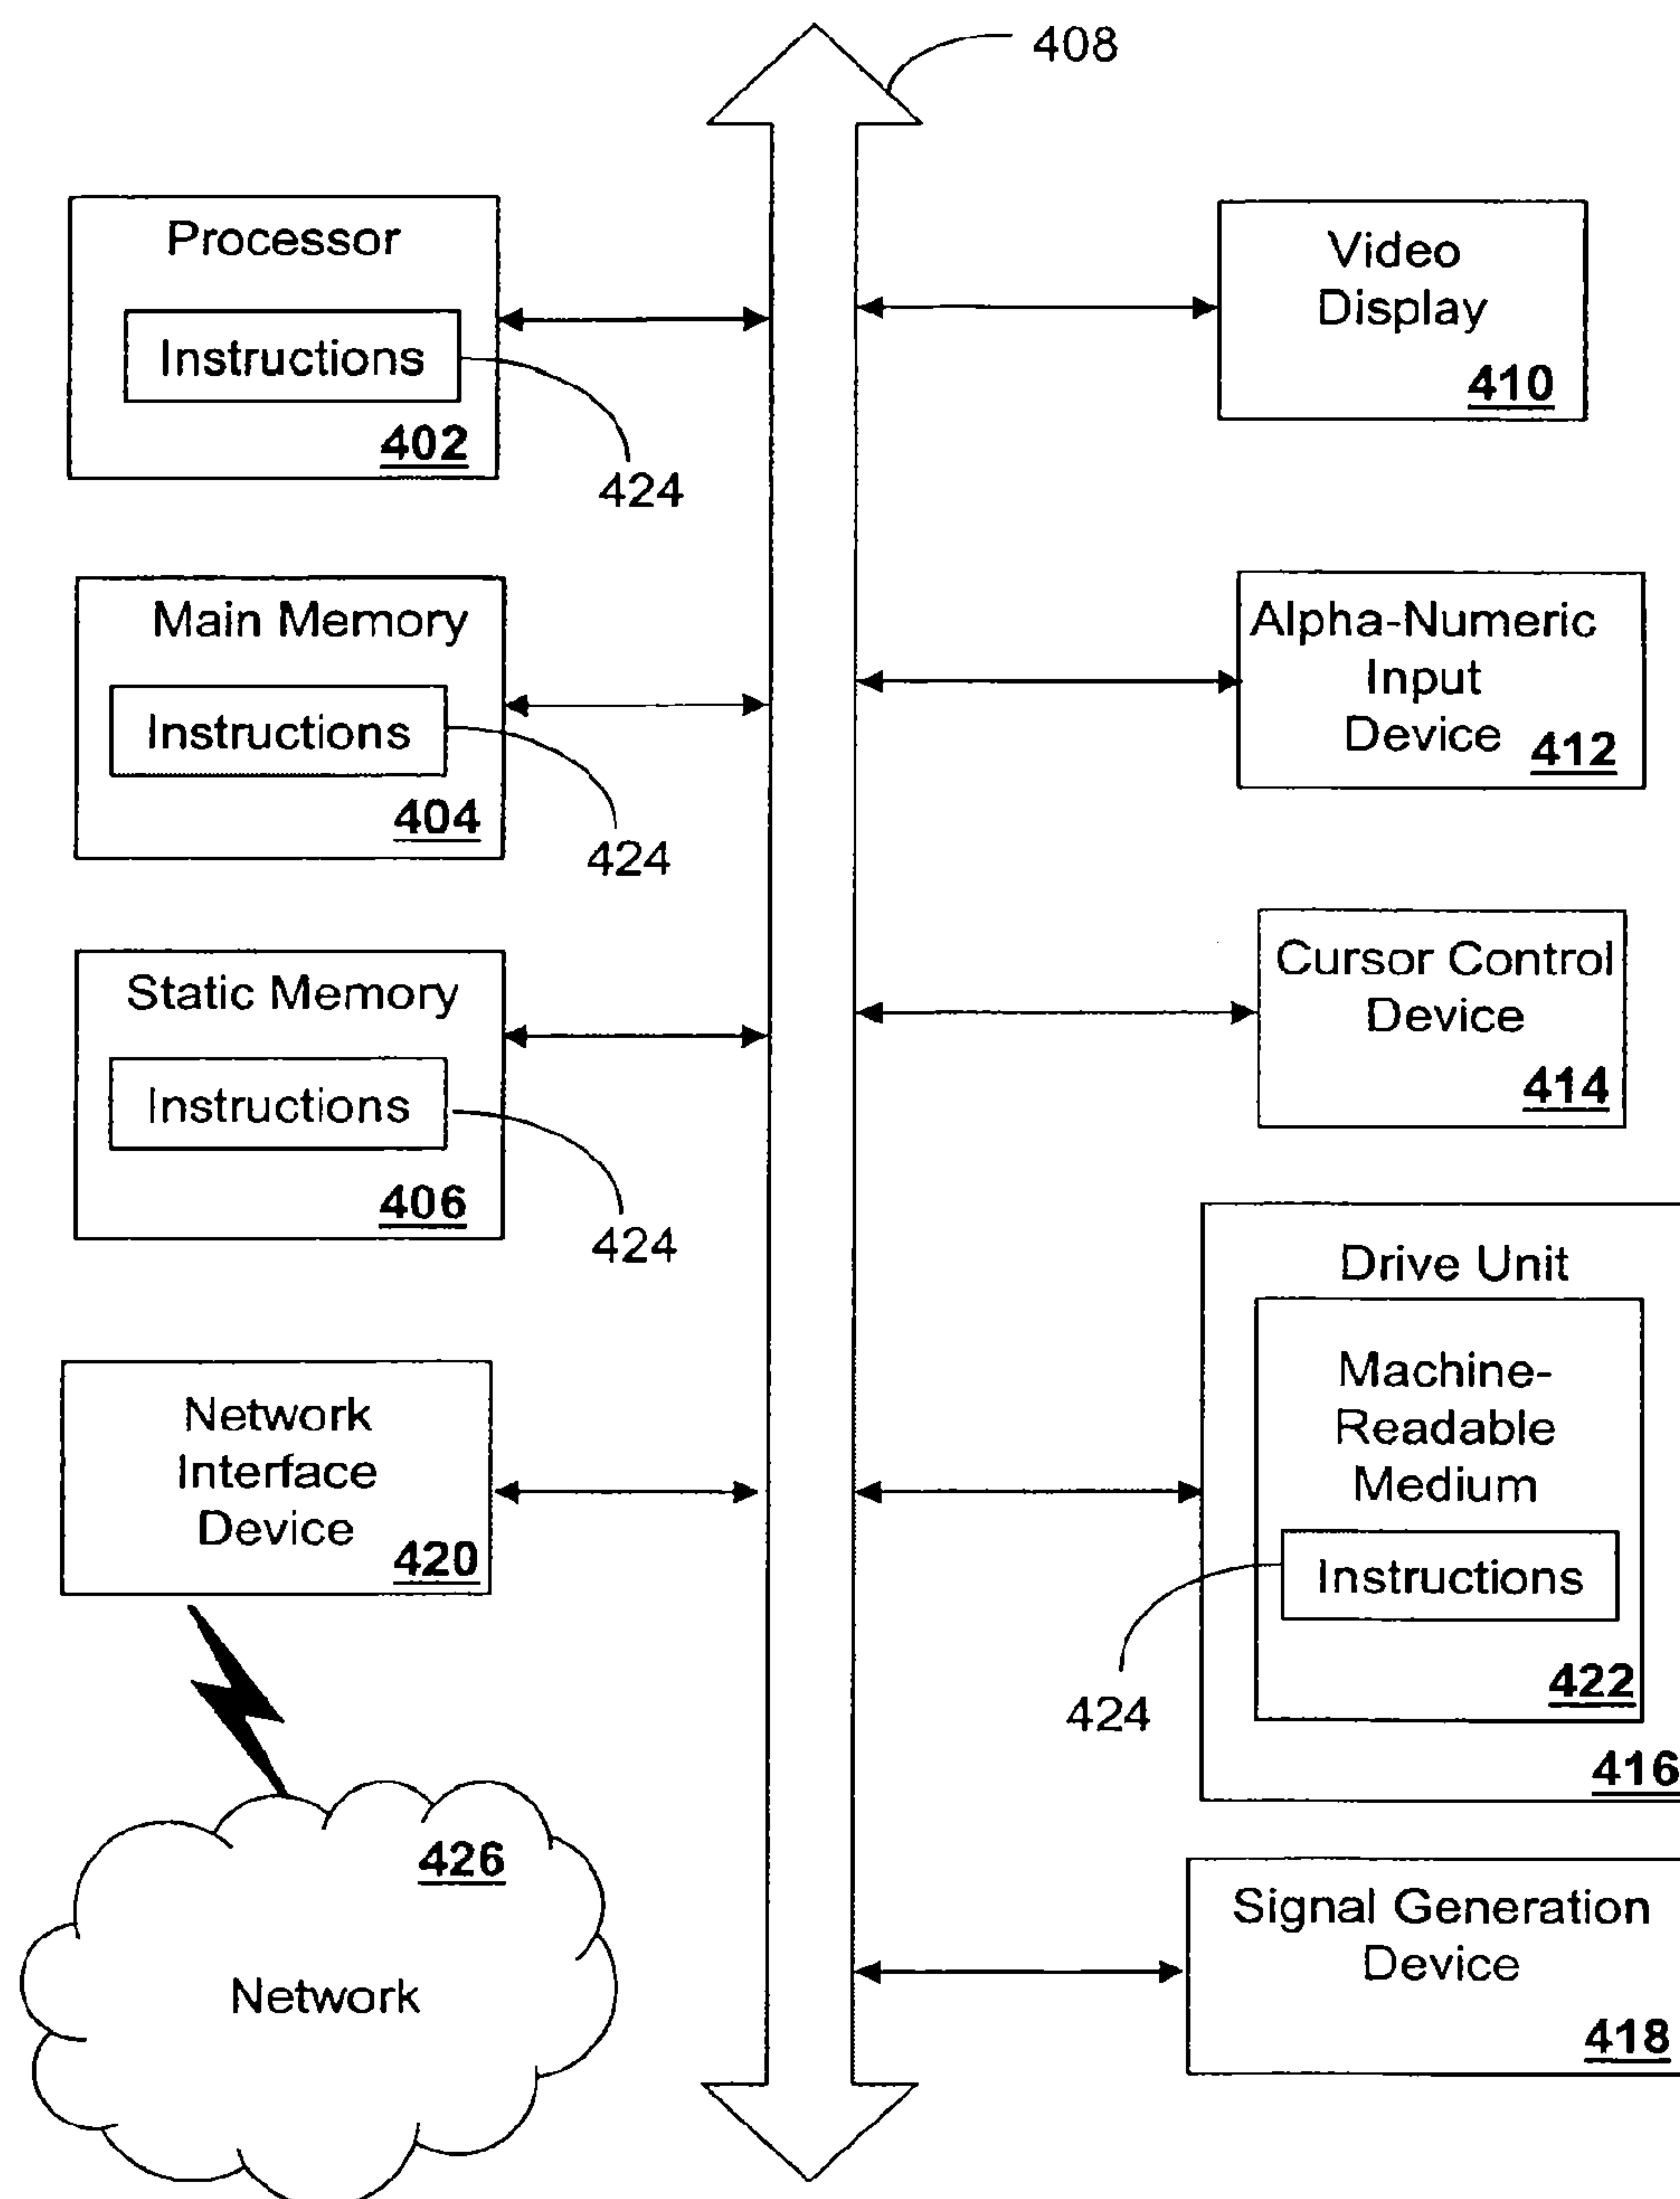 408
Processor
Instructions
402
424
Main Memory
Instructions
404
424
Static Memory
Instructions
406
424
Network
Interface
Device
420
426
Network
Video
Display
410
Alpha-Numeric
Input
Device
412
Cursor Control
Device
414
Drive Unit
Machine-
Readable
Medium
Instructions
424
422
416
Signal Generation
Device
418